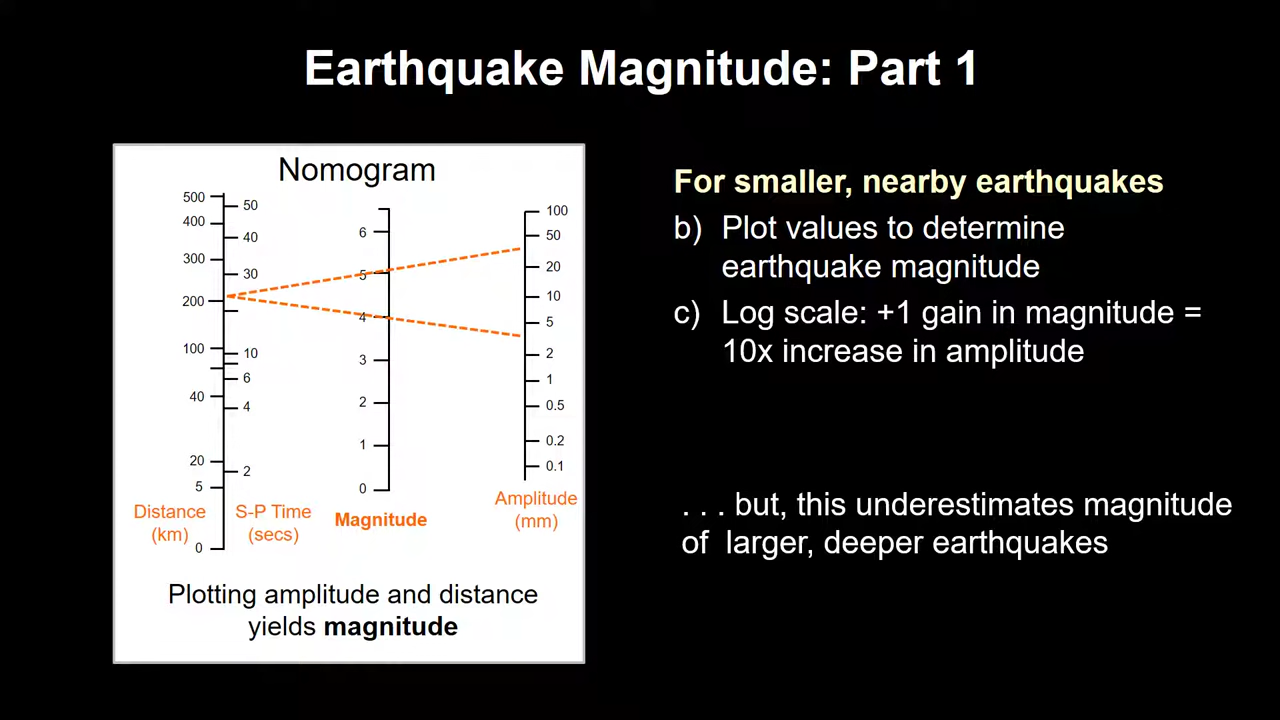 Earthquake Magnitude: Part 1
Nomogram
500
400
300
200
100
40
20
5
0
50
40
30
10
6
4
2
6
5
4
3
2
1
0
100
50
20
10
5
2
1
0.5
0.2
0.1
Distance
(km)
S-P Time
(secs)
Magnitude
Amplitude
(mm)
Plotting amplitude and distance
yields magnitude
For smaller, nearby earthquakes
b) Plot values to determine
earthquake magnitude
c) Log scale: +1 gain in magnitude =
10x increase in amplitude
. . . but, this underestimates magnitude
of larger, deeper earthquakes